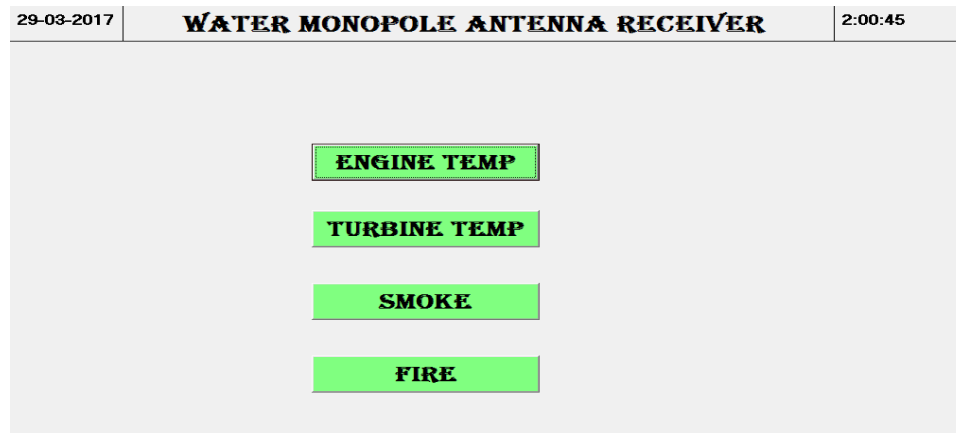 29-03-2017 WATER MONOPOLE ANTENNA RECEIVER 2:00:45
ENGINE TEMP
TURBINE TEMP
SMOKE
FIRE